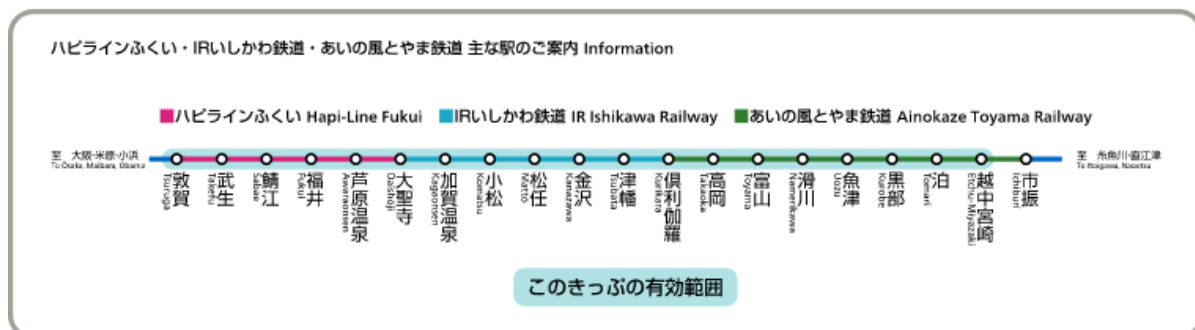 ハピラインふくい・IRいしかわ鉄道・あいの風とやま鉄道 主な駅のご案内 Information
■ハピラインふくい Hapi-Line Fukui ■IRいしかわ鉄道 IR Ishikawa Railway ■あいの風とやま鉄道 Ainokaze Toyama Railway
至 大阪・米原・小浜
To Osaka, Maibara, Obama
敦賀
Tsuruga
武生
Takefu
鯖江
Sabae
福井
Fukui
芦原温泉
Awaraonsen
大聖寺
Daishoji
加賀温泉
Kagaonsen
小松
Komatsu
松任
Mattō
金沢
Kanazawa
津幡
Tsubata
倶利伽羅
Kurikara
高岡
Takaoka
富山
Toyama
滑川
Namerikawa
魚津
Uozu
黒部
Kurobe
泊
Tomari
越中宮崎
Etchu-Miyazaki
市振
Ichiburi
至 糸魚川・直江津
To Itoigawa, Naoetsu
このきっぷの有効範囲